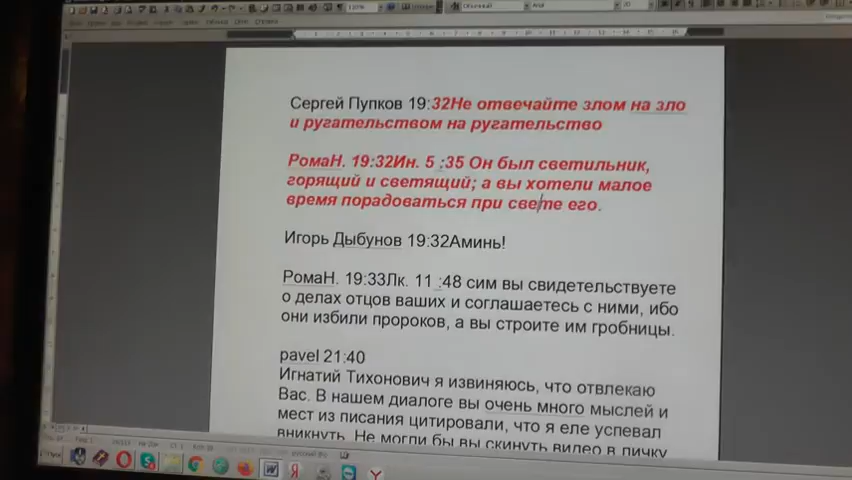 120%
Обычный
Arial
20
Сергей Пупков 19:32Не отвечайте злом на зло
и ругательством на ругательство
РомаН. 19:32Ин. 5 :35 Он был светильник,
горящий и светящий; а вы хотели малое
время порадоваться при свете его.
Игорь Дыбунов 19:32Аминь!
РомаН. 19:33Лк. 11 :48 сим вы свидетельствуете
о делах отцов ваших и соглашаетесь с ними, ибо
они избили пророков, а вы строите им гробницы.
pavel 21:40
Игнатий Тихонович я извиняюсь, что отвлекаю
Вас. В нашем диалоге вы очень много мыслей и
мест из писания цитировали, что я еле успевал
вникнуть. Не могли бы вы скинуть видео в личку